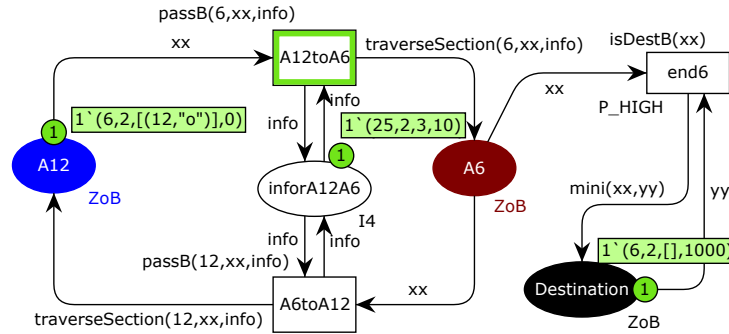 passB(6,xx,info)
xx
A12toA6
traverseSection(6,xx,info)
isDestB(xx)
end6
P_HIGH
xx
info
info
1`(6,2,[(12,"o")],0)
1
1`(25,2,3,10)
1
A12
ZoB
inforA12A6
I4
A6
ZoB
mini(xx,yy)
yy
info
info
passB(12,xx,info)
1`(6,2,[],1000)
Destination
1
ZoB
A6toA12
xx
traverseSection(12,xx,info)